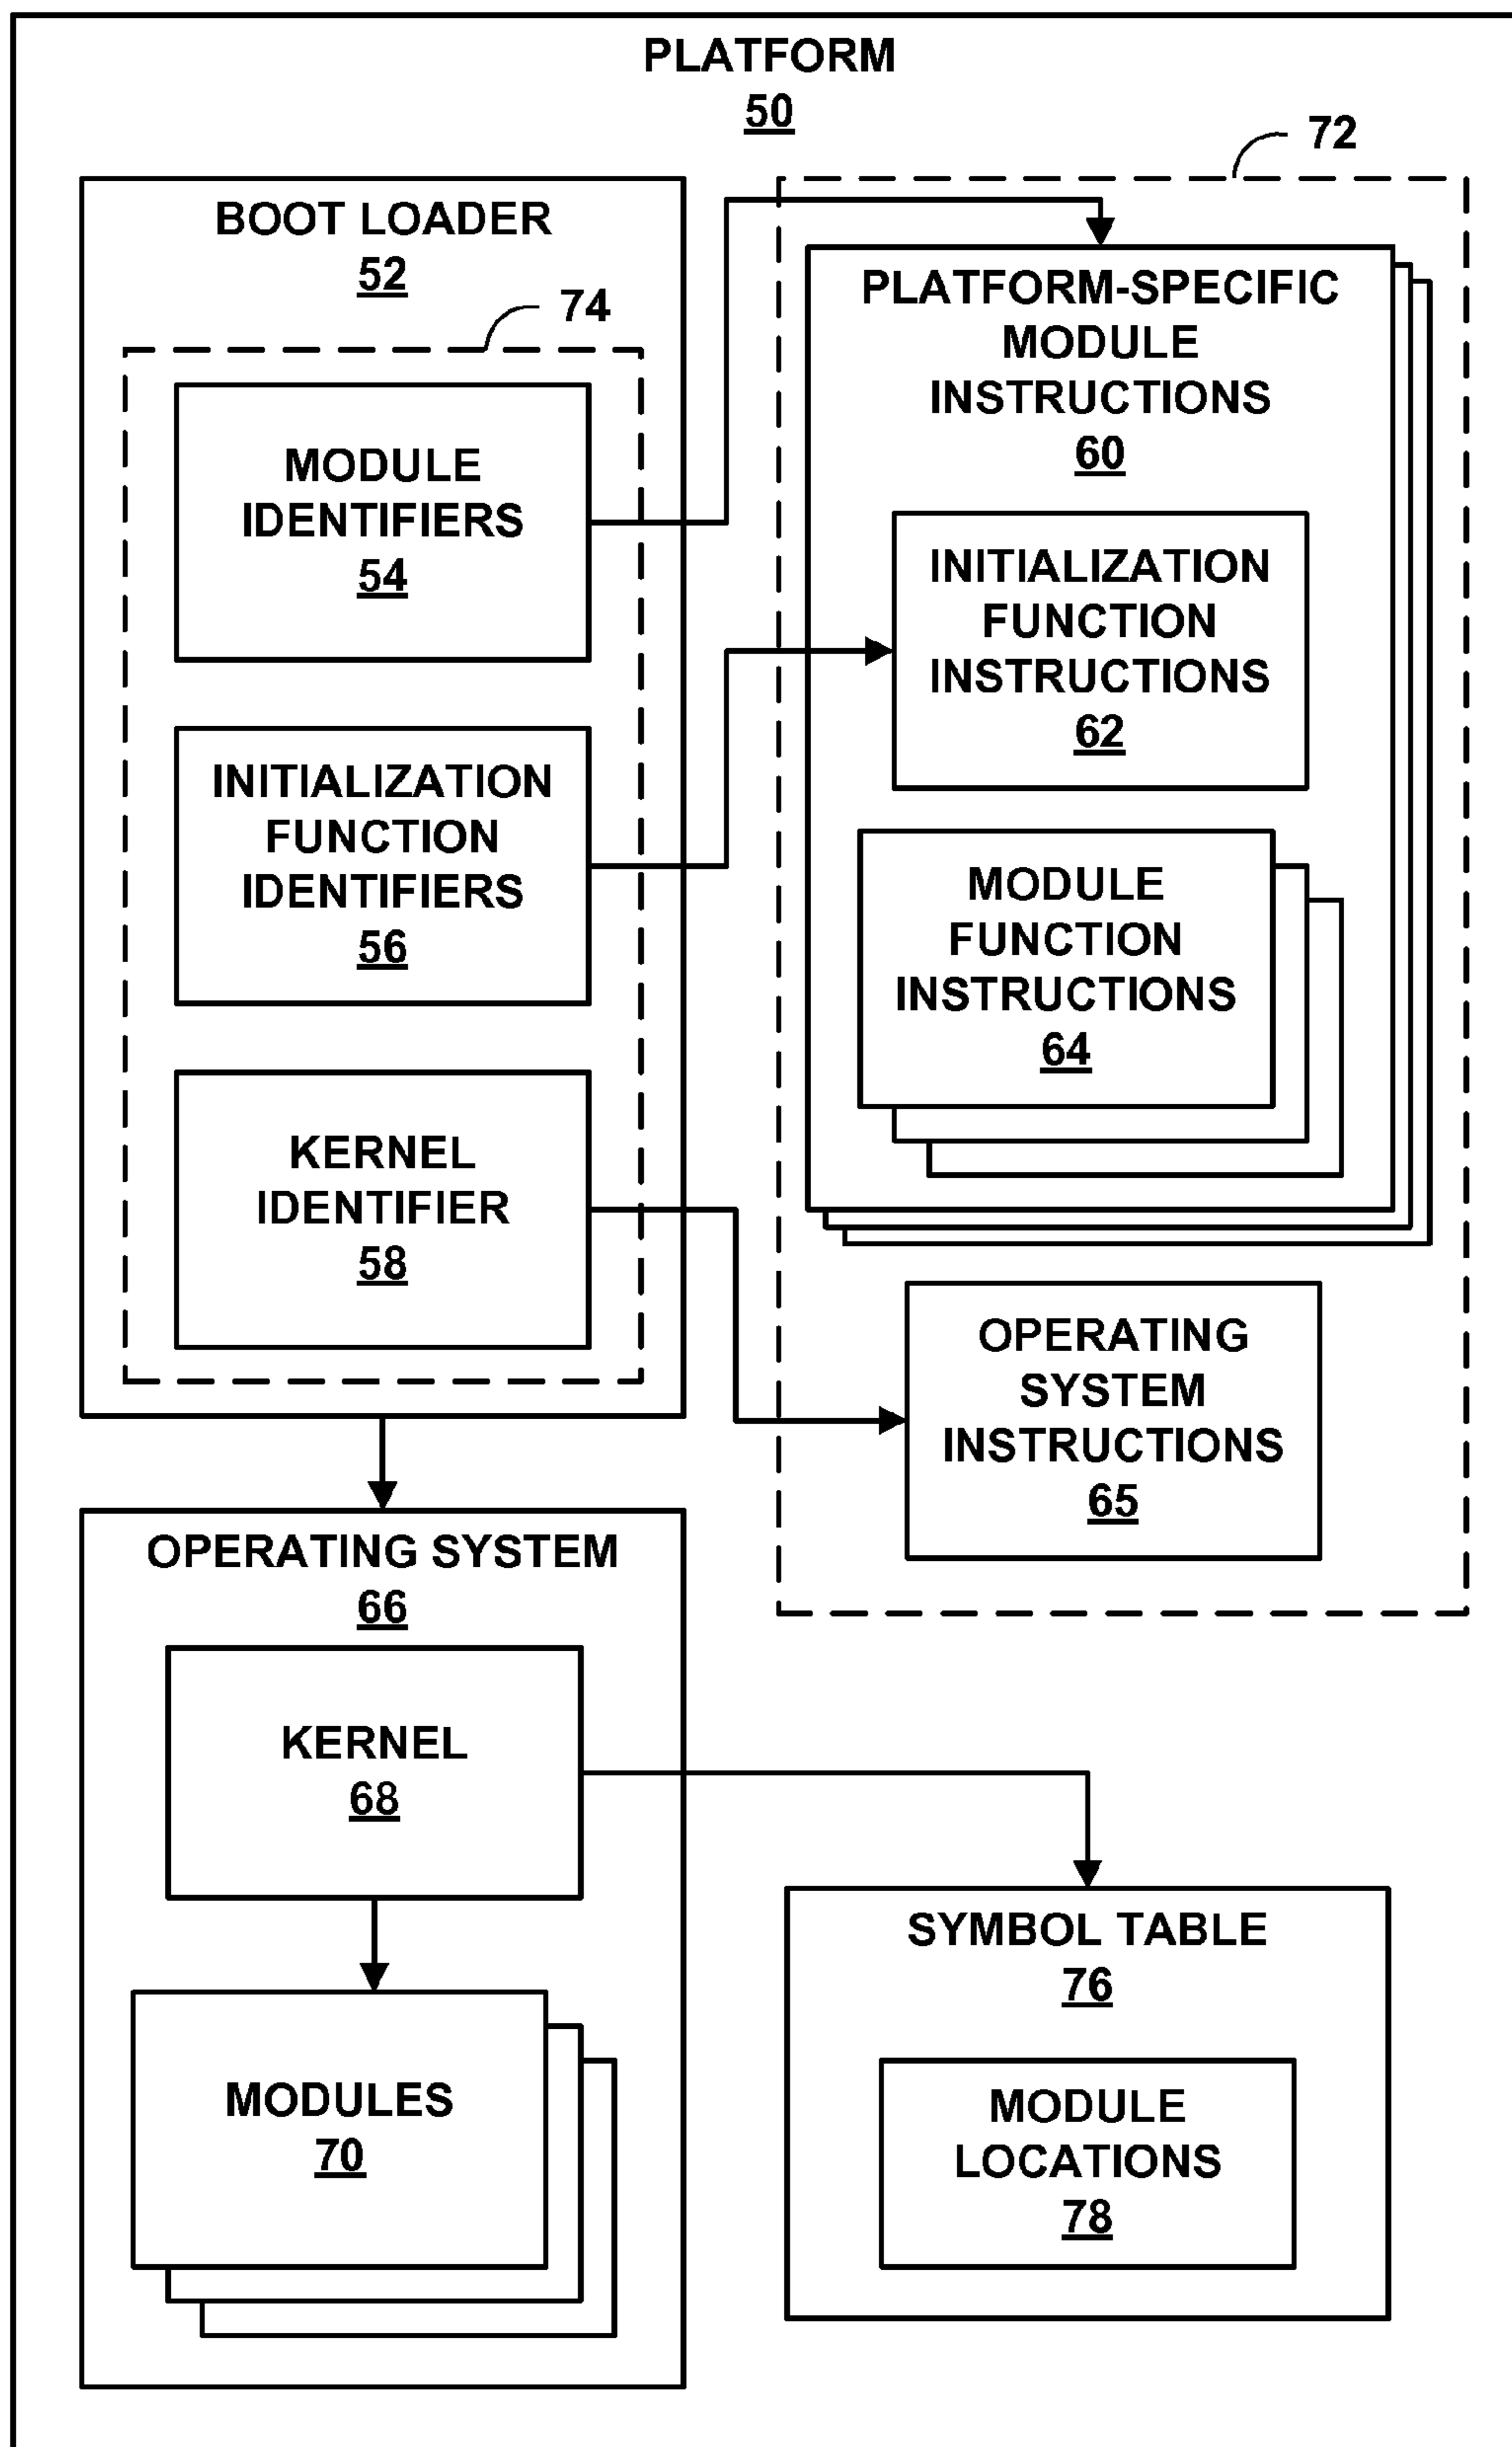 PLATFORM
50
72
BOOT LOADER
52
74
MODULE
IDENTIFIERS
54
INITIALIZATION
FUNCTION
IDENTIFIERS
56
KERNEL
IDENTIFIER
58
PLATFORM-SPECIFIC
MODULE
INSTRUCTIONS
60
INITIALIZATION
FUNCTION
INSTRUCTIONS
62
MODULE
FUNCTION
INSTRUCTIONS
64
OPERATING
SYSTEM
INSTRUCTIONS
65
OPERATING SYSTEM
66
KERNEL
68
MODULES
70
SYMBOL TABLE
76
MODULE
LOCATIONS
78